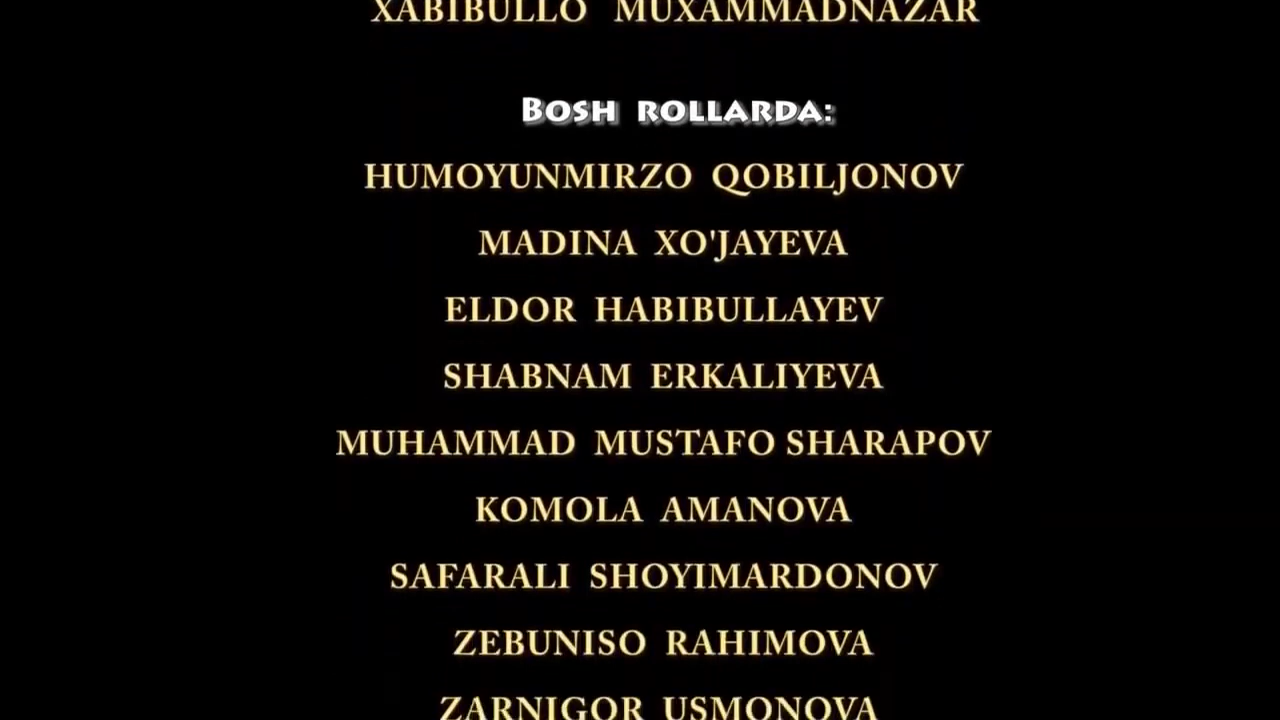 XABIBULLO MUXAMMADNAZAR
BOSH ROLLARDA:
HUMOYUNMIRZO QOBILJONOV
MADINA XO'JAYEVA
ELDOR HABIBULLAYEV
SHABNAM ERKALIYEVA
MUHAMMAD MUSTAFO SHARAPOV
KOMOLA AMANOVA
SAFARALI SHOYIMARDONOV
ZEBUNISO RAHIMOVA
ZARNIGOR USMONOVA